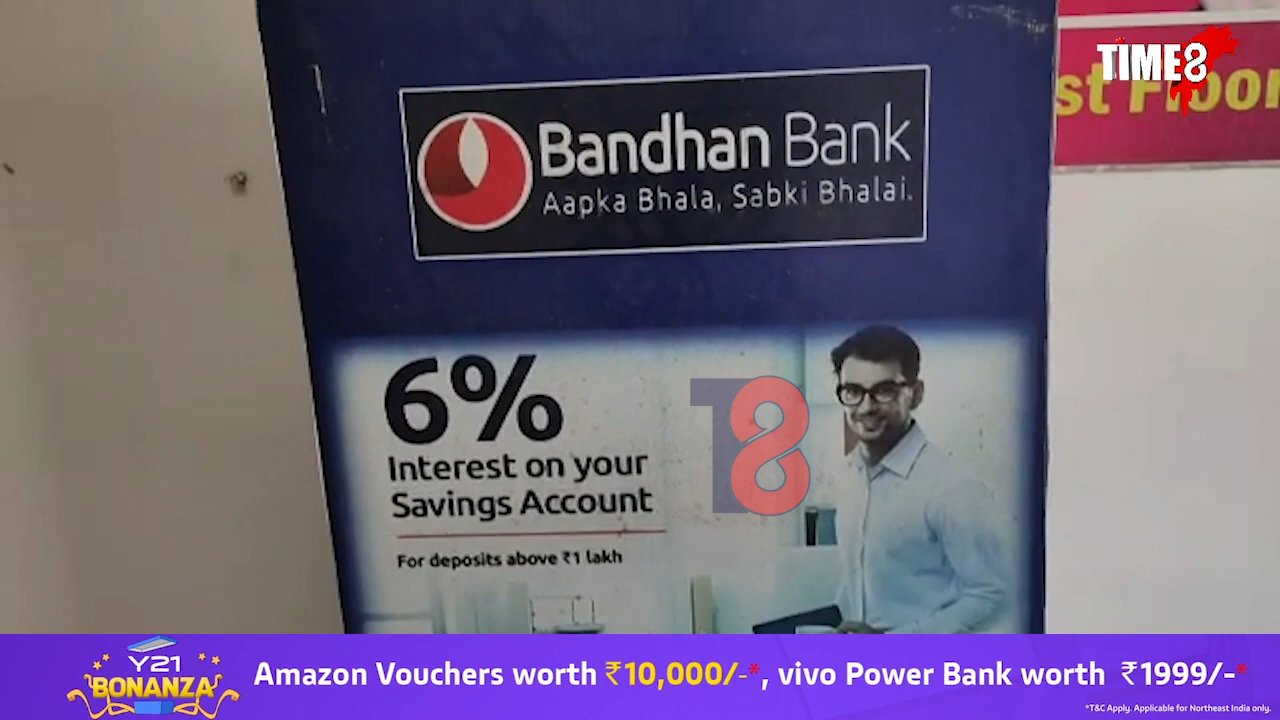 TIME8
st Floor
Bandhan Bank
Aapka Bhala, Sabki Bhalai.
6%
Interest on your
Savings Account
For deposits above ₹1 lakh
T8
Y21
BONANZA
Amazon Vouchers worth ₹10,000/-*, vivo Power Bank worth ₹1999/-*
*T&C Apply. Applicable for Northeast India only.